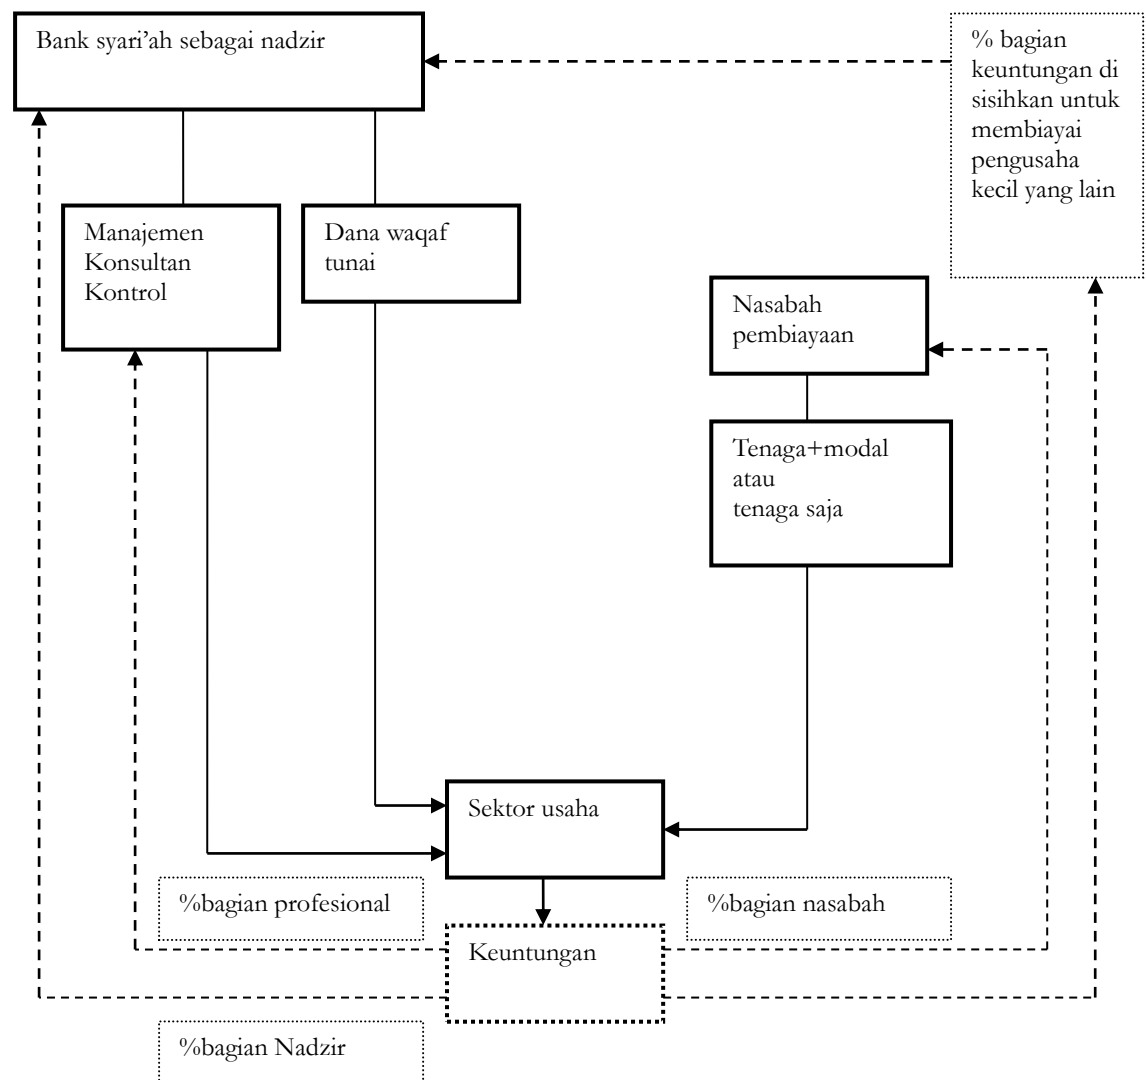 Bank syari’ah sebagai nadzir
% bagian
keuntungan di
sisihkan untuk
membiayai
pengusaha
kecil yang lain
Manajemen
Konsultan
Kontrol
Dana waqaf
tunai
Nasabah
pembiayaan
Tenaga+modal
atau
tenaga saja
Sektor usaha
%bagian profesional
%bagian nasabah
Keuntungan
%bagian Nadzir